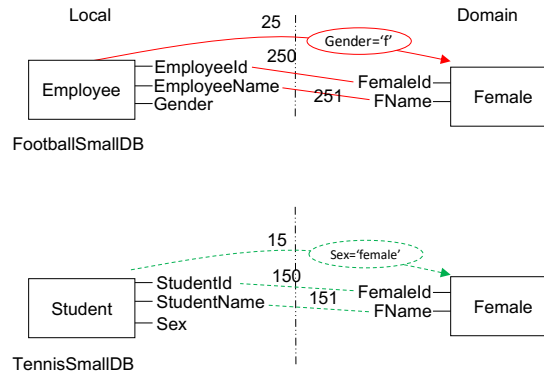 Local
Domain
25
Gender='f'
250
EmployeeId
FemaleId
Employee
EmployeeName
251
FName
Female
Gender
FootballSmallDB
15
Sex='female'
StudentId
150
FemaleId
Student
StudentName
151
FName
Female
Sex
TennisSmallDB